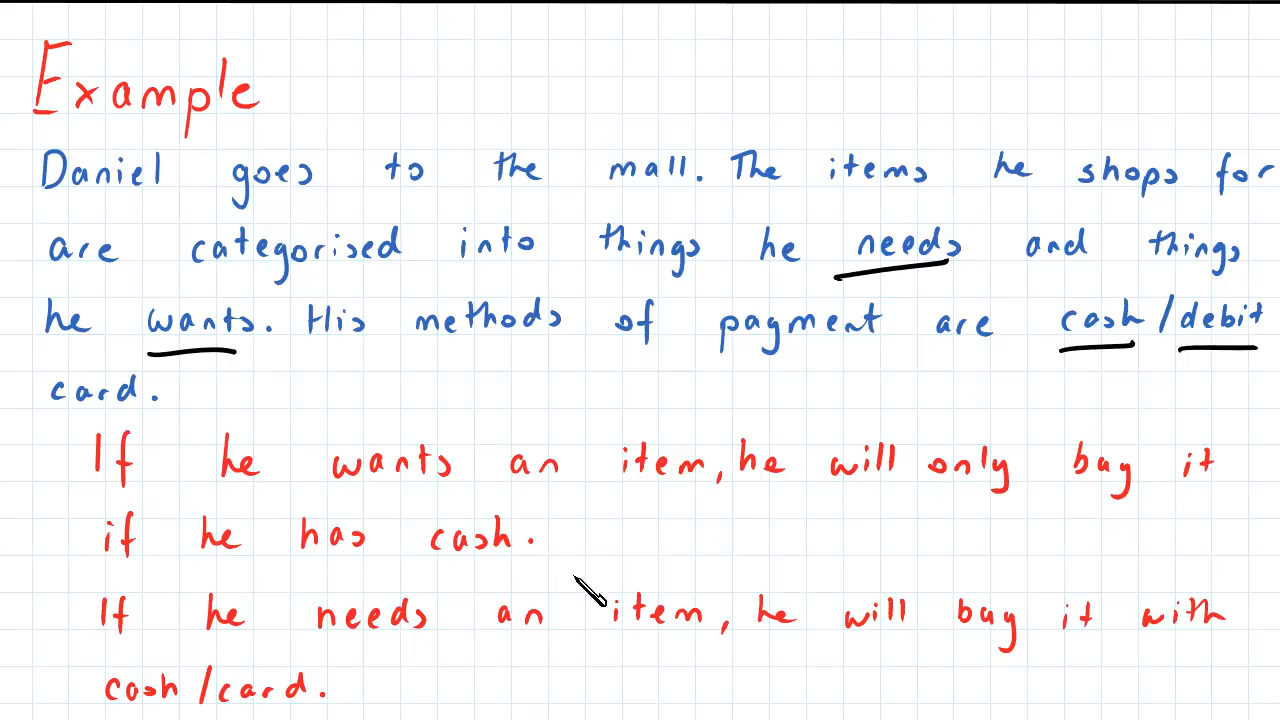 Example
Daniel goes to the mall. The items he shops for
are categorised into things he needs and things
he wants. His methods of payment are cash/debit
card.
If he wants an item, he will only buy it
if he has cash.
If he needs an item, he will buy it with
cash/card.